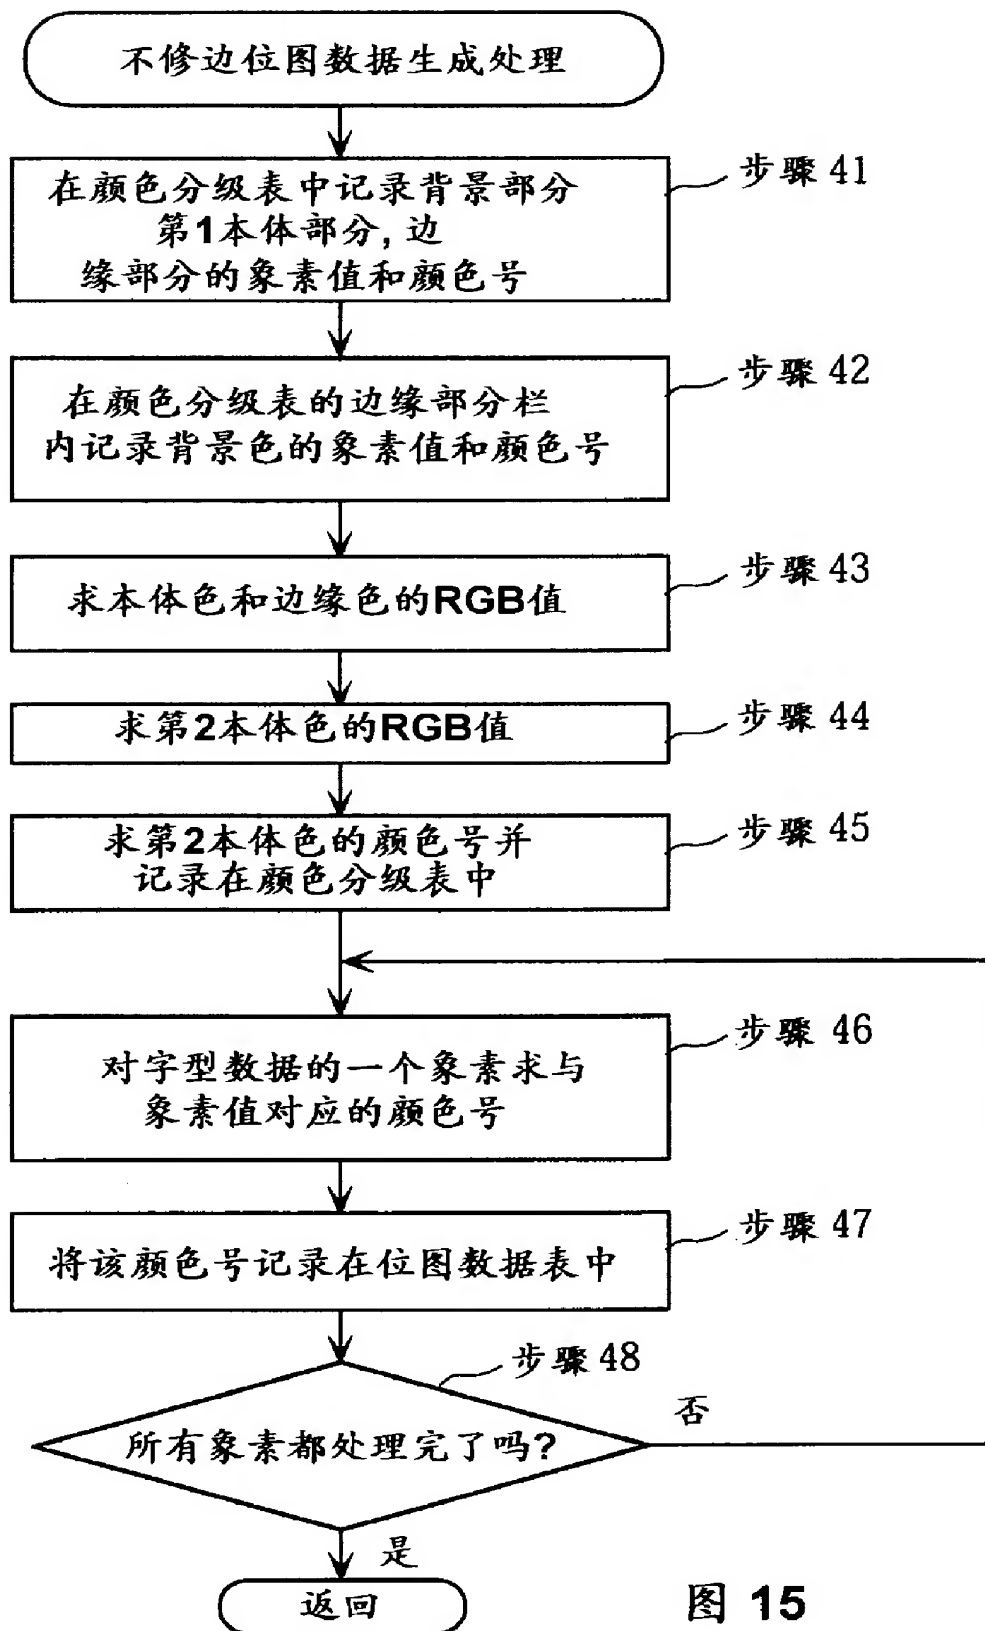 不修边位图数据生成处理
步骤 41
在颜色分级表中记录背景部分
第1本体部分, 边
缘部分的象素值和颜色号
步骤 42
在颜色分级表的边缘部分栏
内记录背景色的象素值和颜色号
步骤 43
求本体色和边缘色的RGB值
步骤 44
求第2本体色的RGB值
步骤 45
求第2本体色的颜色号并
记录在颜色分级表中
步骤 46
对字型数据的一个象素求与
象素值对应的颜色号
步骤 47
将该颜色号记录在位图数据表中
步骤 48
所有象素都处理完了吗?
否
是
返回
图 15